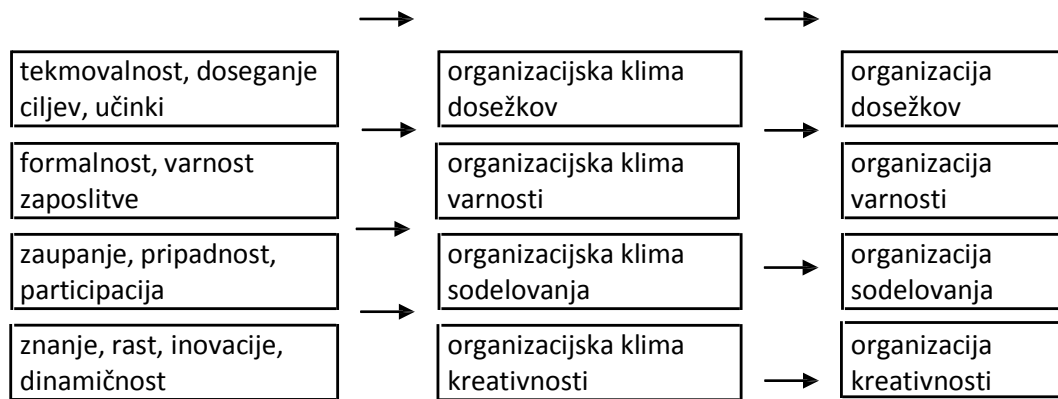 tekmovalnost, doseganje
ciljev, učinki
organizacijska klima
dosežkov
organizacija
dosežkov
formalnost, varnost
zaposlitve
organizacijska klima
varnosti
organizacija
varnosti
zaupanje, pripadnost,
participacija
organizacijska klima
sodelovanja
organizacija
sodelovanja
znanje, rast, inovacije,
dinamičnost
organizacijska klima
kreativnosti
organizacija
kreativnosti